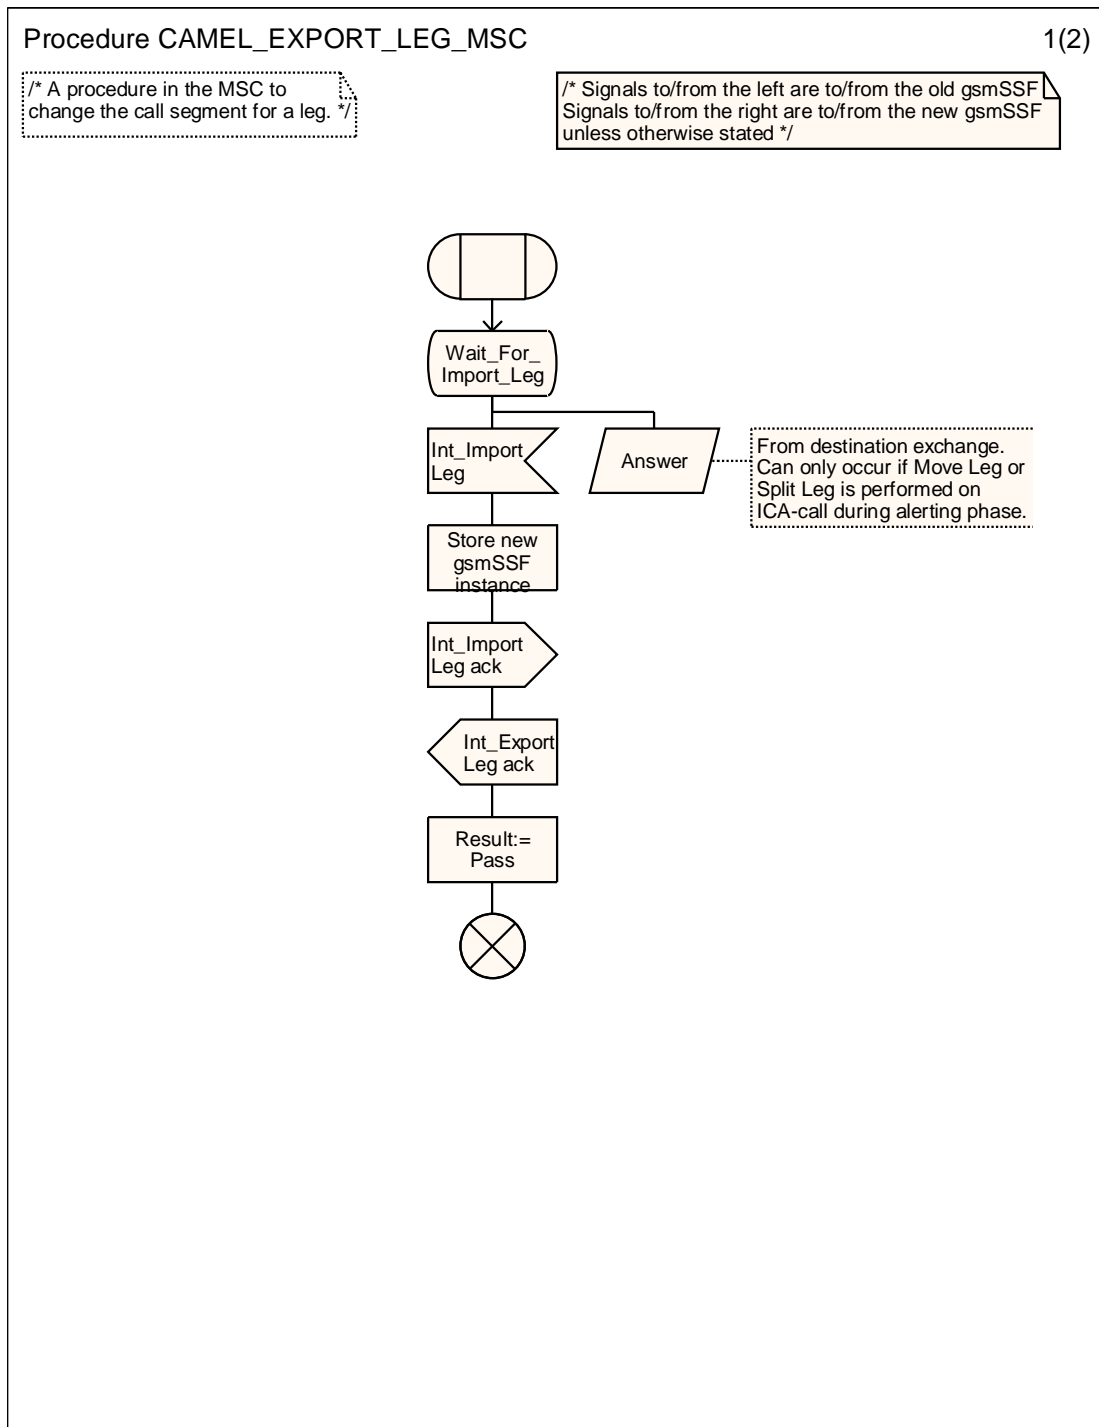 Procedure CAMEL_EXPORT_LEG_MSC
1(2)
/* A procedure in the MSC to
change the call segment for a leg. */
/* Signals to/from the left are to/from the old gsmSSF
Signals to/from the right are to/from the new gsmSSF
unless otherwise stated */
Wait_For_
Import_Leg
Int_Import
Leg
Answer
From destination exchange.
Can only occur if Move Leg or
Split Leg is performed on
ICA-call during alerting phase.
Store new
gsmSSF
instance
Int_Import
Leg ack
Int_Export
Leg ack
Result:=
Pass